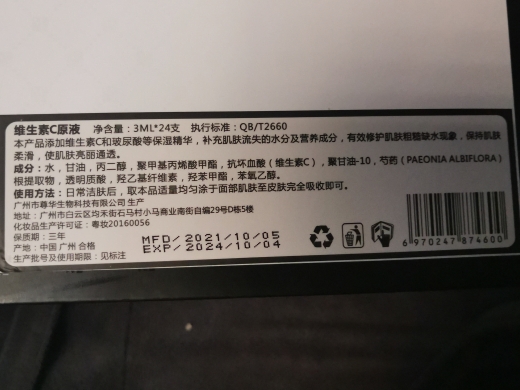 维生素C原液 净含量：3ML*24支 执行标准：QB/T2660
本产品添加维生素C和玻尿酸等保湿精华，补充肌肤流失的水分及营养成分，有效修护肌肤粗糙缺水现象，保持肌肤
柔滑，使肌肤亮丽通透。
成分：水，甘油，丙二醇，聚甲基丙烯酸甲酯，抗坏血酸（维生素C），聚甘油-10，芍药（PAEONIA ALBIFLORA）
根提取物，透明质酸，羟乙基纤维素，羟苯甲酯，苯氧乙醇。
使用方法：日常洁肤后，取本品适量均匀涂于面部肌肤至皮肤完全吸收即可。
广州市尊华生物科技有限公司 生产
广州市白云区均禾街石马村小马商业南街自编29号D栋5楼
化妆品生产许可证：粤妆20160056
保质期：三年
产地：中国 广州 合格
生产批号及使用期限：见标注
MFD/2021/10/05
EXP/2024/10/04
6 970247 874600